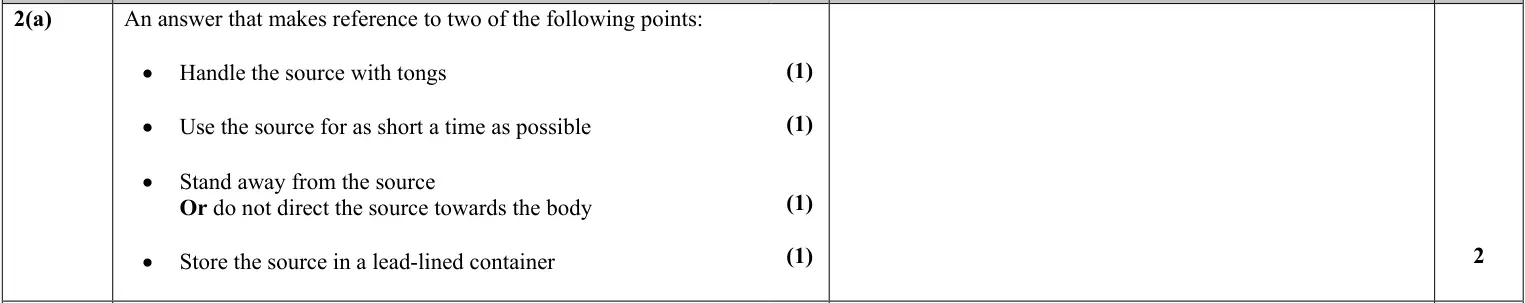 2(a) An answer that makes reference to two of the following points:
• Handle the source with tongs (1)
• Use the source for as short a time as possible (1)
• Stand away from the source
Or do not direct the source towards the body (1)
• Store the source in a lead-lined container (1) 2